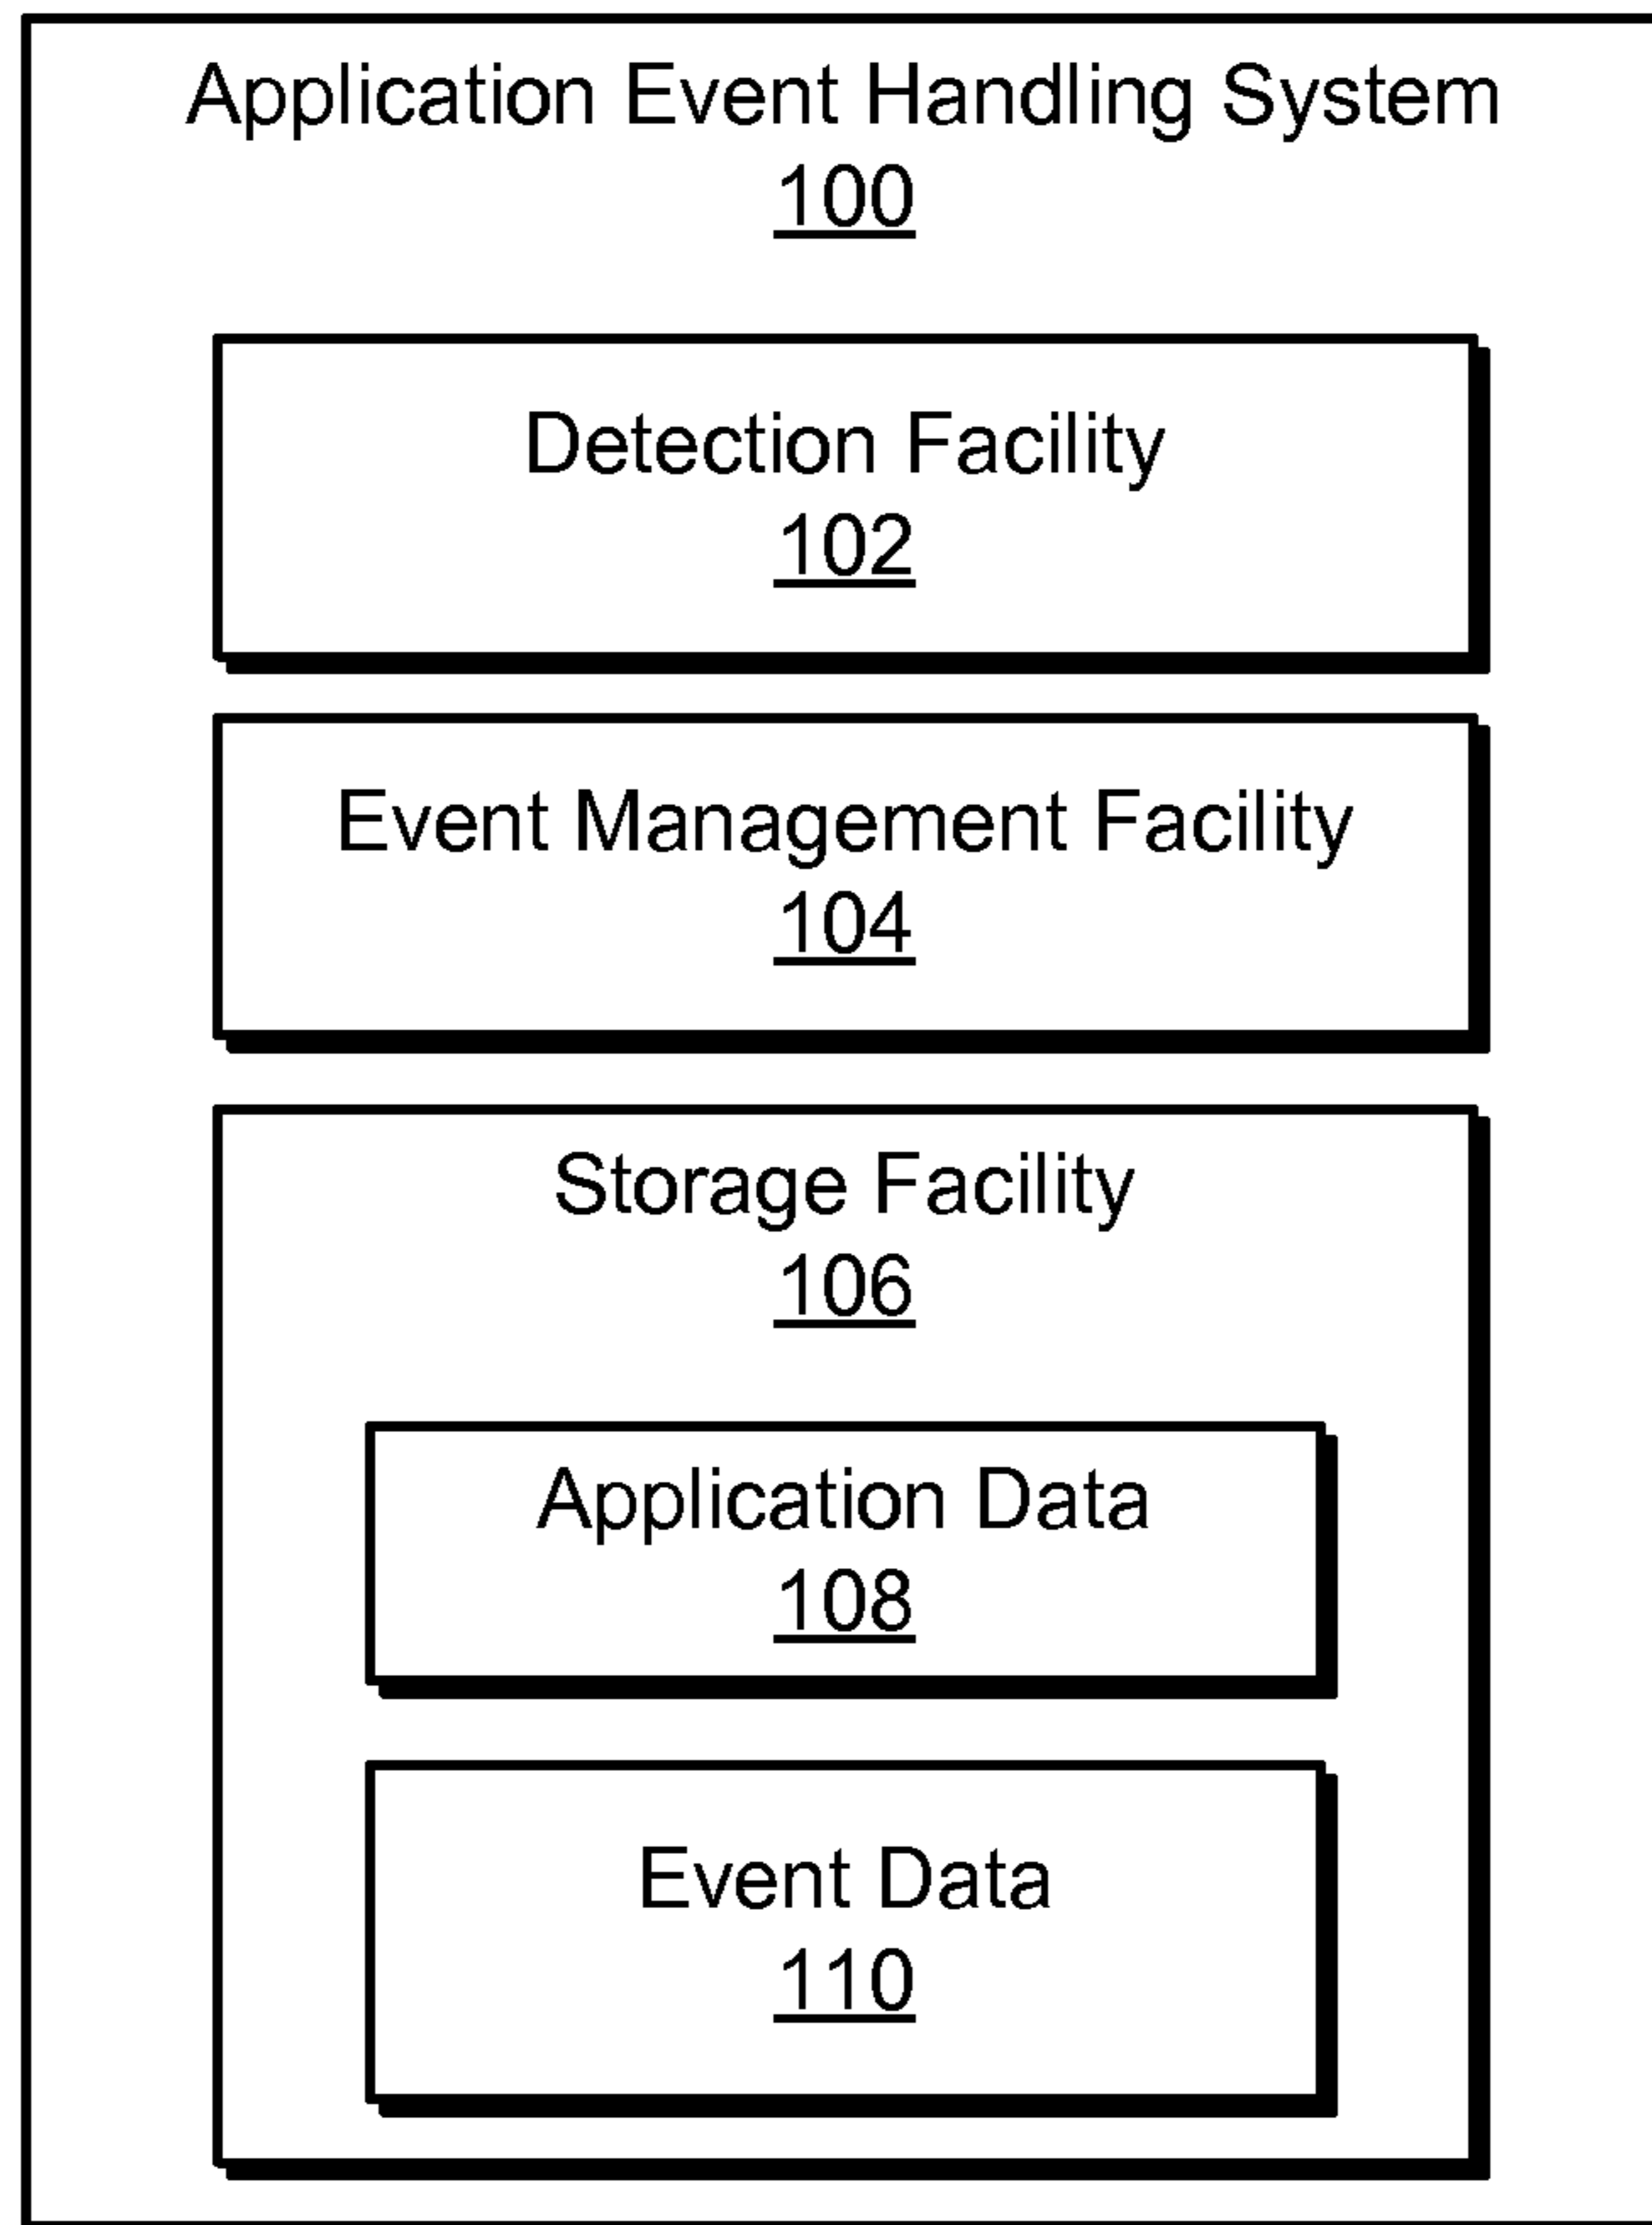 Application Event Handling System
100
Detection Facility
102
Event Management Facility
104
Storage Facility
106
Application Data
108
Event Data
110